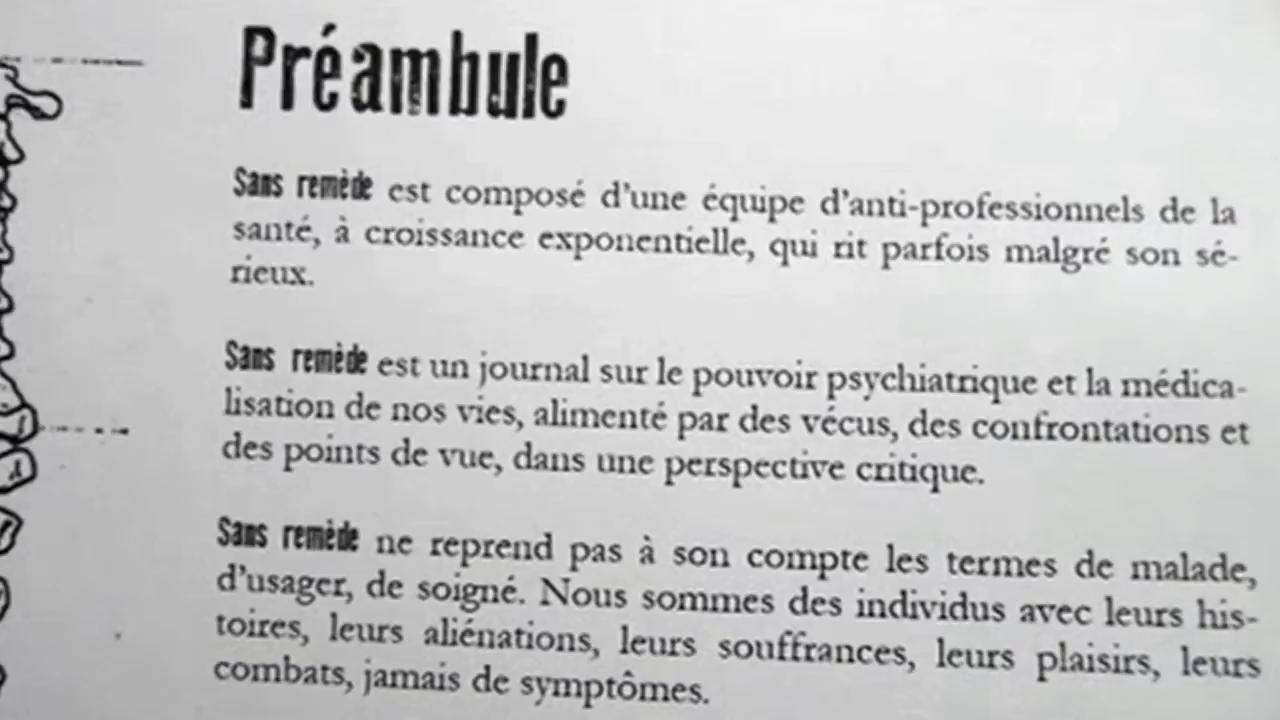 Préambule
Sans remède est composé d'une équipe d'anti-professionnels de la
santé, à croissance exponentielle, qui rit parfois malgré son sé-
rieux.
Sans remède est un journal sur le pouvoir psychiatrique et la médica-
lisation de nos vies, alimenté par des vécus, des confrontations et
des points de vue, dans une perspective critique.
Sans remède ne reprend pas à son compte les termes de malade,
d'usager, de soigné. Nous sommes des individus avec leurs his-
toires, leurs aliénations, leurs souffrances, leurs plaisirs, leurs
combats, jamais de symptômes.